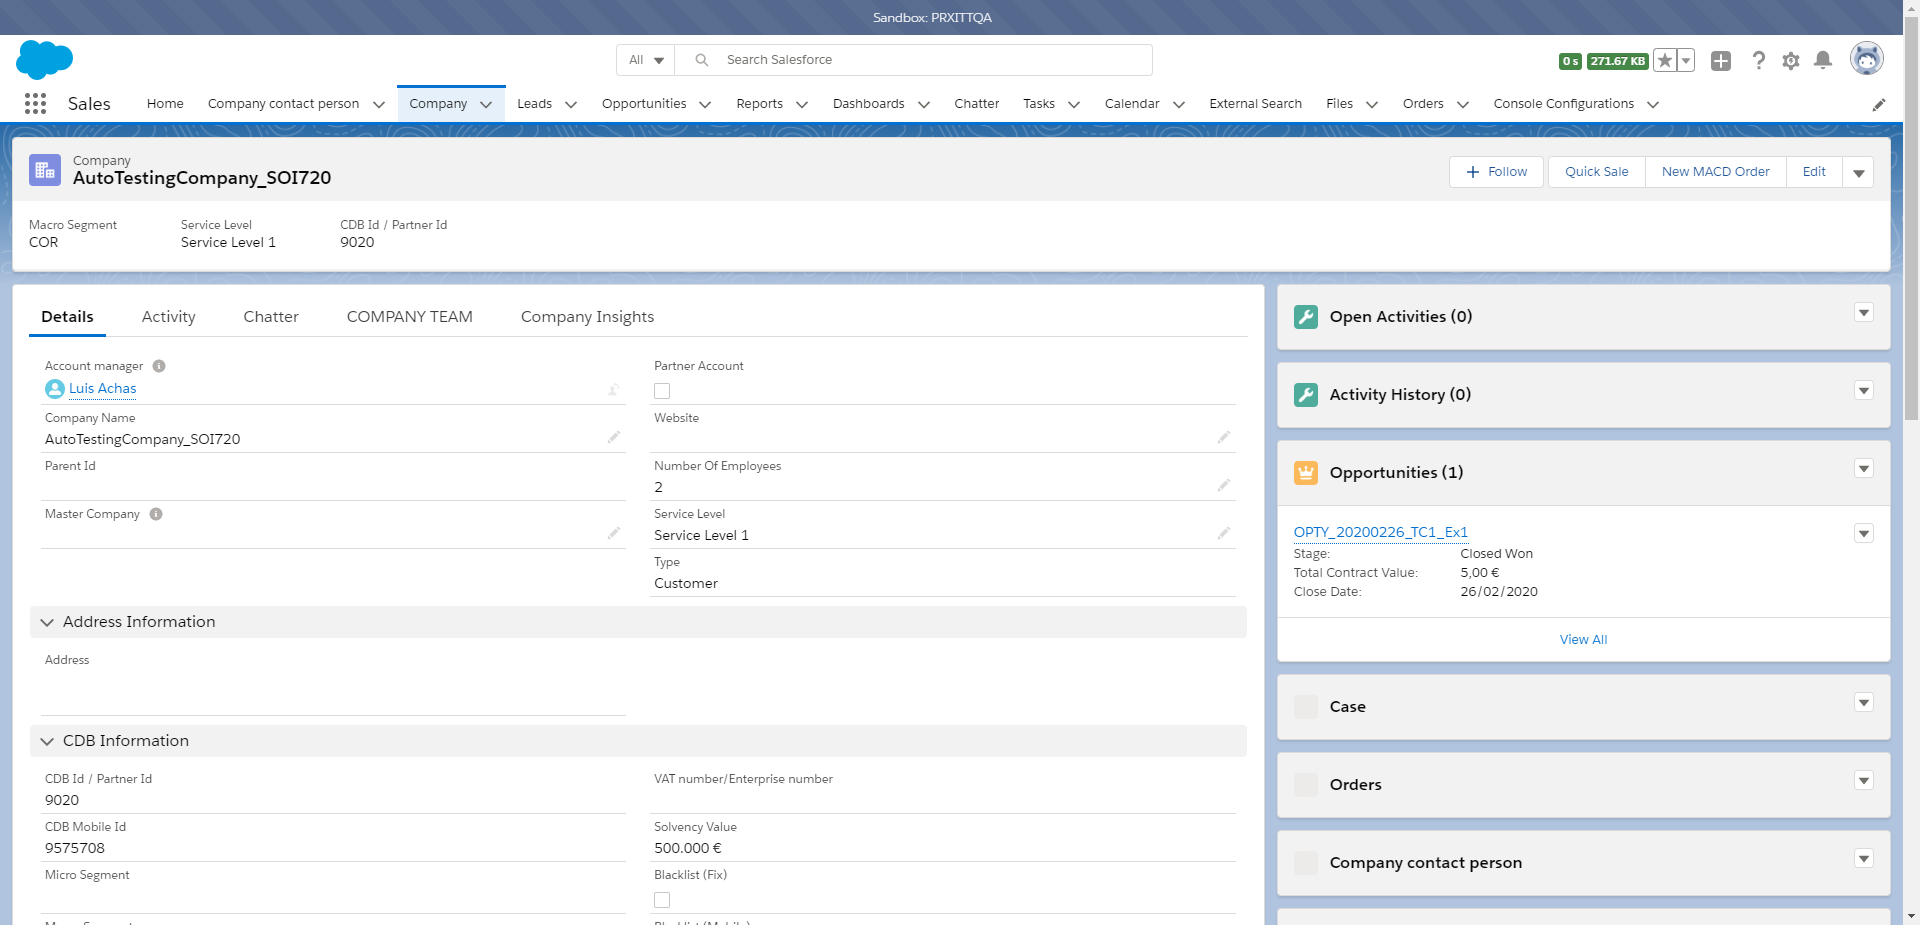 Sandbox: PRXITTQA
All
Search Salesforce
0 s
271.67 KB
Sales
Home
Company contact person
Company
Leads
Opportunities
Reports
Dashboards
Chatter
Tasks
Calendar
External Search
Files
Orders
Console Configurations
Company
AutoTestingCompany_SOI720
Follow
Quick Sale
New MACD Order
Edit
Macro Segment
COR
Service Level
Service Level 1
CDB Id / Partner Id
9020
Details
Activity
Chatter
COMPANY TEAM
Company Insights
Account manager
Luis Achas
Company Name
AutoTestingCompany_SOI720
Parent Id
Master Company
Partner Account
Website
Number Of Employees
2
Service Level
Service Level 1
Type
Customer
Address Information
Address
CDB Information
CDB Id / Partner Id
9020
CDB Mobile Id
9575708
Micro Segment
VAT number/Enterprise number
Solvency Value
500.000 €
Blacklist (Fix)
Open Activities (0)
Activity History (0)
Opportunities (1)
OPTY_20200226_TC1_Ex1
Stage: Closed Won
Total Contract Value: 5,00 €
Close Date: 26/02/2020
View All
Case
Orders
Company contact person